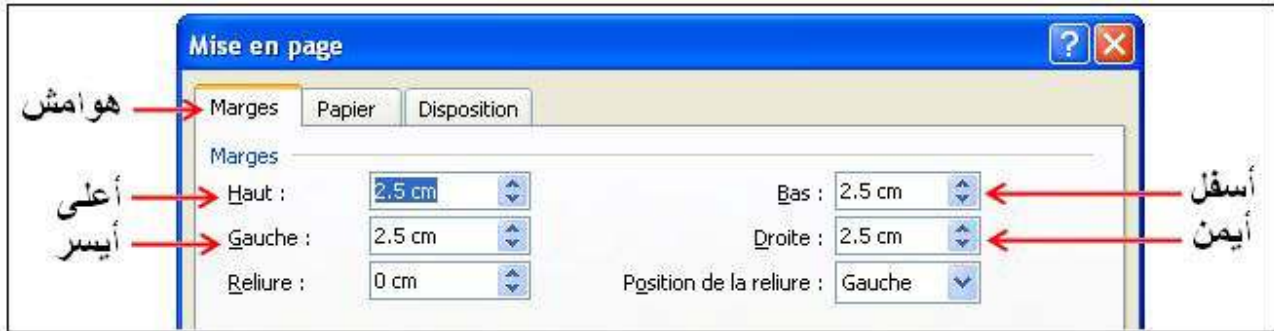 Mise en page
هوامش Marges Papier Disposition
Marges
أعلى Haut : 2.5 cm Bas : 2.5 cm أسفل
أيسر Gauche : 2.5 cm Droite : 2.5 cm أيمن
Reliure : 0 cm Position de la reliure : Gauche